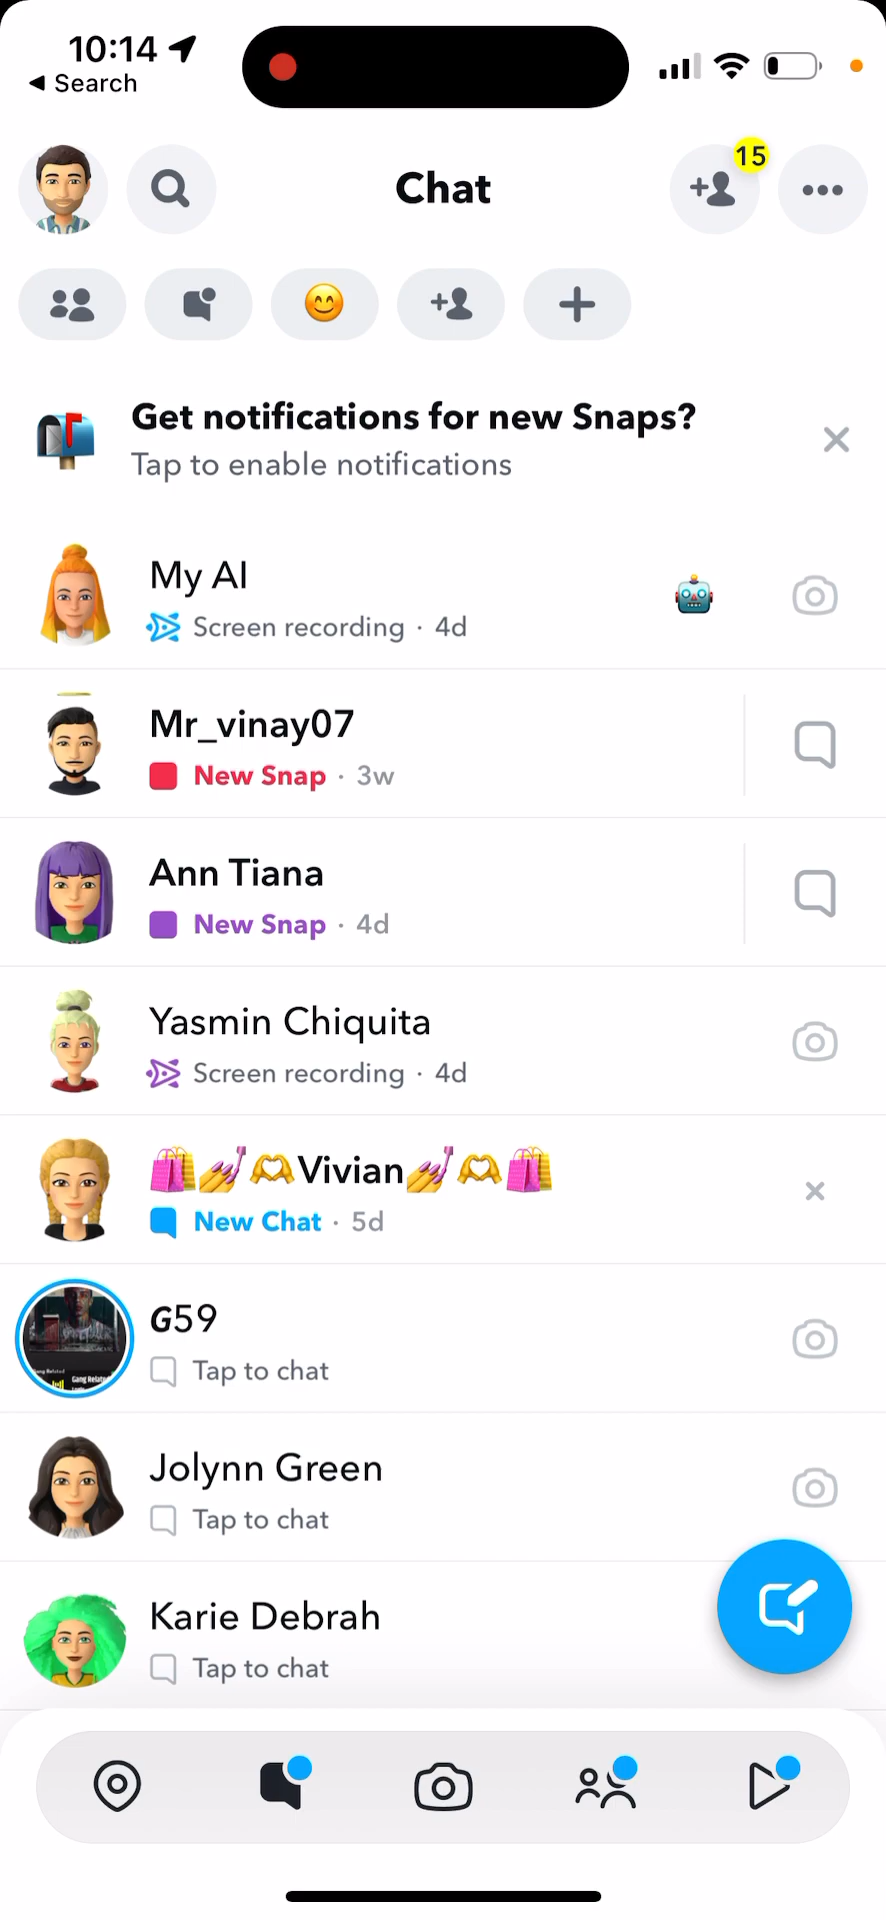 10:14
◀ Search
Chat
15
Get notifications for new Snaps?
Tap to enable notifications
My AI
Screen recording · 4d
Mr_vinay07
New Snap · 3w
Ann Tiana
New Snap · 4d
Yasmin Chiquita
Screen recording · 4d
🛍️💅🫶Vivian💅🫶🛍️
New Chat · 5d
G59
Tap to chat
Jolynn Green
Tap to chat
Karie Debrah
Tap to chat